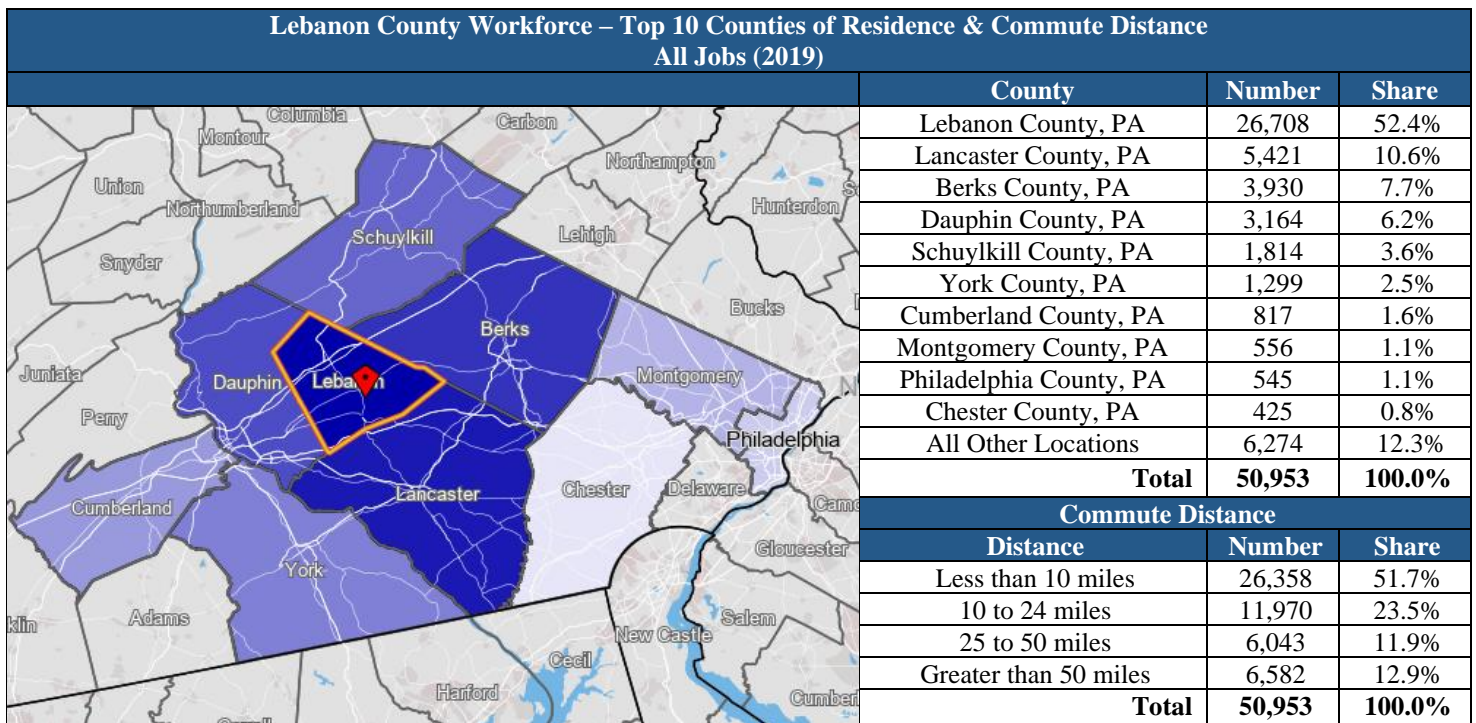 Lebanon County Workforce – Top 10 Counties of Residence & Commute Distance
All Jobs (2019)
County Number Share
Lebanon County, PA 26,708 52.4%
Lancaster County, PA 5,421 10.6%
Berks County, PA 3,930 7.7%
Dauphin County, PA 3,164 6.2%
Schuylkill County, PA 1,814 3.6%
York County, PA 1,299 2.5%
Cumberland County, PA 817 1.6%
Montgomery County, PA 556 1.1%
Philadelphia County, PA 545 1.1%
Chester County, PA 425 0.8%
All Other Locations 6,274 12.3%
Total 50,953 100.0%
Commute Distance
Distance Number Share
Less than 10 miles 26,358 51.7%
10 to 24 miles 11,970 23.5%
25 to 50 miles 6,043 11.9%
Greater than 50 miles 6,582 12.9%
Total 50,953 100.0%
Columbia
Montour
Carbon
Northampton
Union
Northumberland
Hunterdon
Schuylkill
Lehigh
Snyder
Bucks
Berks
Juniata
Dauphin
Lebanon
Montgomery
Perry
Philadelphia
Lancaster
Chester
Delaware
Cumberland
Gloucester
York
Adams
Salem
New Castle
Cecil
Harford